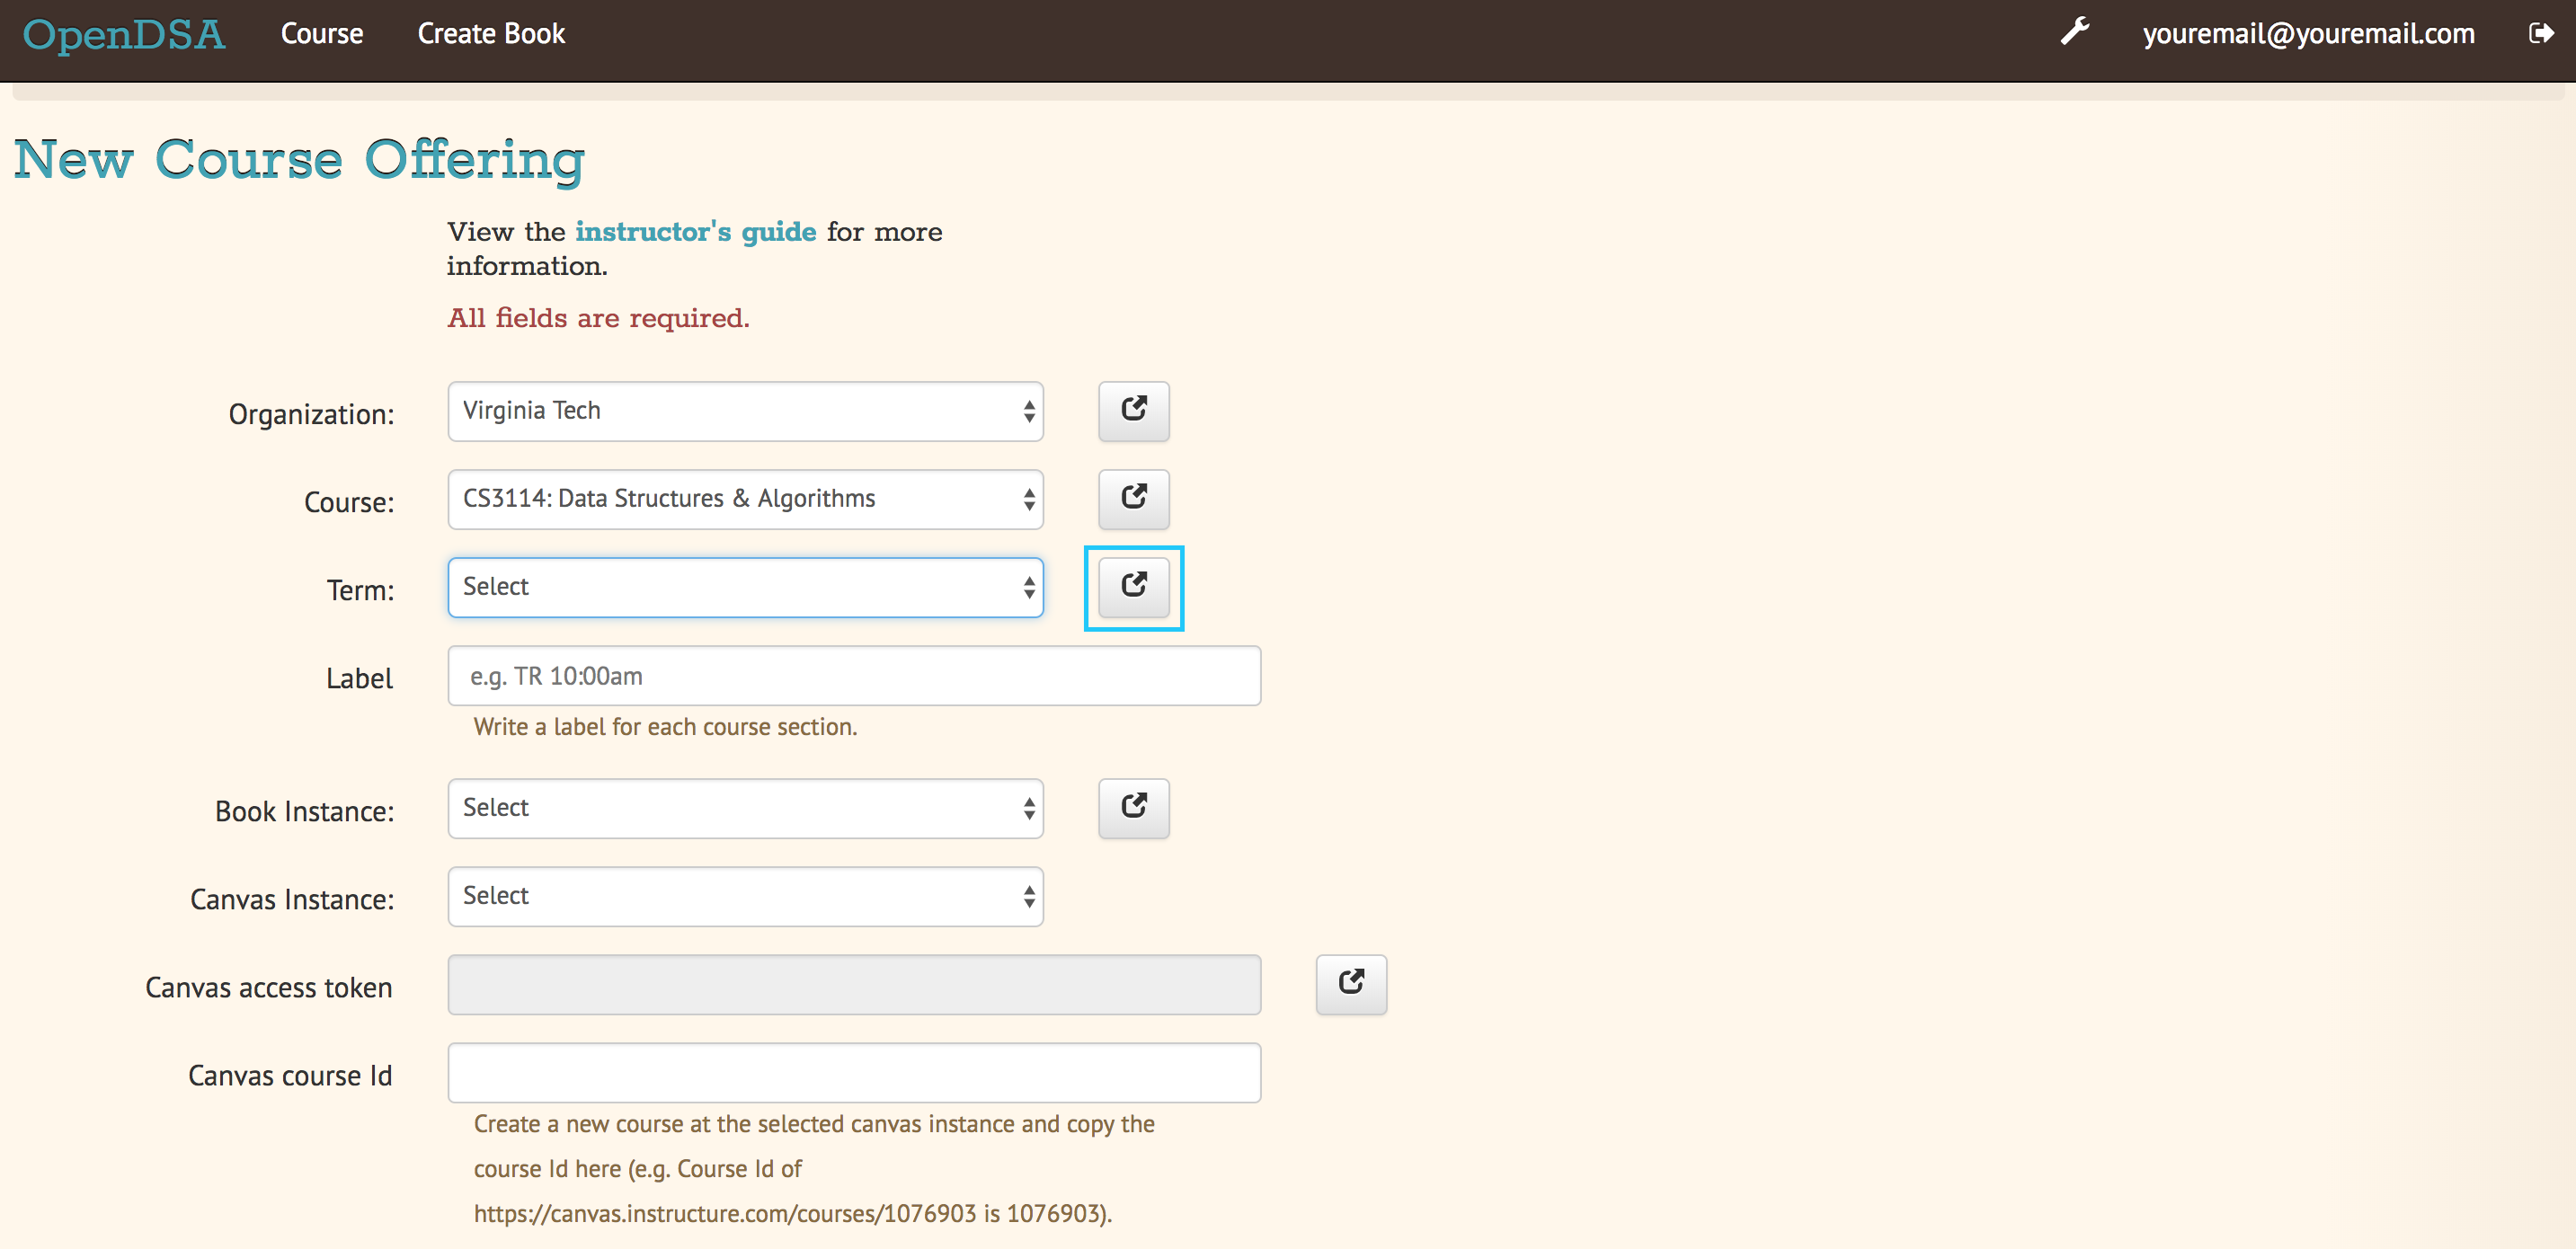 OpenDSA Course Create Book youremail@youremail.com
New Course Offering
View the instructor's guide for more
information.
All fields are required.
Organization: Virginia Tech
Course: CS3114: Data Structures & Algorithms
Term: Select
Label e.g. TR 10:00am
Write a label for each course section.
Book Instance: Select
Canvas Instance: Select
Canvas access token
Canvas course Id
Create a new course at the selected canvas instance and copy the
course Id here (e.g. Course Id of
https://canvas.instructure.com/courses/1076903 is 1076903).